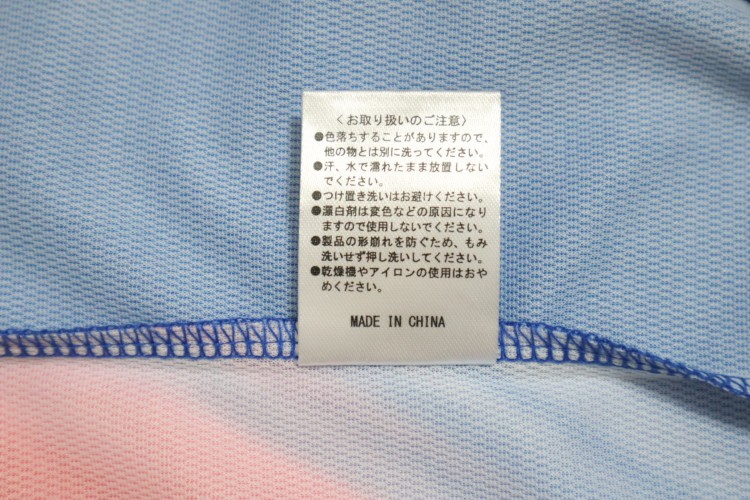 〈お取り扱いのご注意〉
●色落ちすることがありますので、
他の物とは別に洗ってください。
●汗、水で濡れたまま放置しない
でください。
●つけ置き洗いはお避けください。
●漂白剤は変色などの原因になり
ますので使用しないでください。
●製品の形崩れを防ぐため、もみ
洗いせず押し洗いしてください。
●乾燥機やアイロンの使用はおや
めください。
MADE IN CHINA